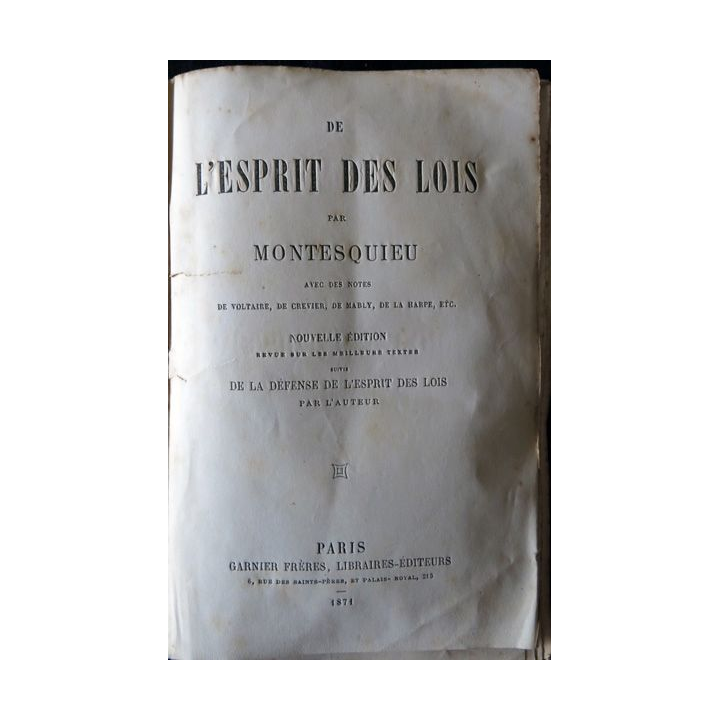 DE
L'ESPRIT DES LOIS
PAR
MONTESQUIEU
AVEC DES NOTES
DE VOLTAIRE, DE CREVIER, DE MABLY, DE LA HARPE, ETC.
NOUVELLE ÉDITION
REVUE SUR LES MEILLEURS TEXTES
SUIVIE
DE LA DÉFENSE DE L'ESPRIT DES LOIS
PAR L'AUTEUR
PARIS
GARNIER FRÈRES, LIBRAIRES-ÉDITEURS
6, RUE DES SAINTS-PÈRES, ET PALAIS-ROYAL, 215
1871